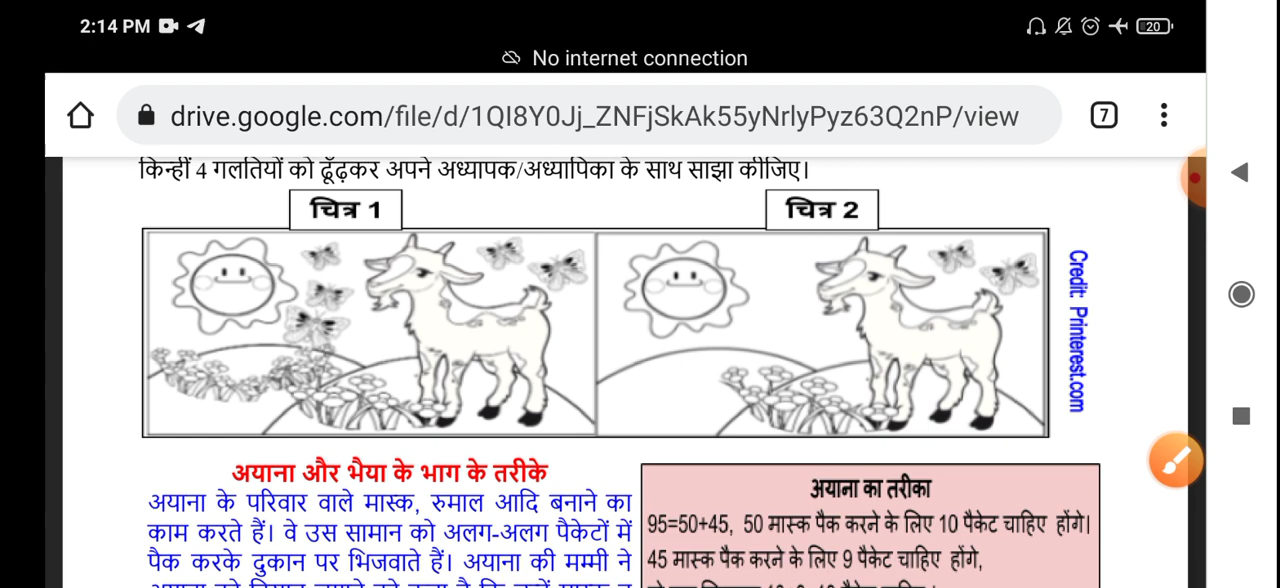 2:14 PM
20
No internet connection
drive.google.com/file/d/1QI8Y0Jj_ZNFjSkAk55yNrlyPyz63Q2nP/view
7
किन्हीं 4 गलतियों को ढूँढ़कर अपने अध्यापक/अध्यापिका के साथ साझा कीजिए।
चित्र 1
चित्र 2
Credit: Printerest.com
अयाना और भैया के भाग के तरीके
अयाना के परिवार वाले मास्क, रुमाल आदि बनाने का
काम करते हैं। वे उस सामान को अलग-अलग पैकेटों में
पैक करके दुकान पर भिजवाते हैं। अयाना की मम्मी ने
अयाना का तरीका
95=50+45, 50 मास्क पैक करने के लिए 10 पैकेट चाहिए होंगे।
45 मास्क पैक करने के लिए 9 पैकेट चाहिए होंगे,